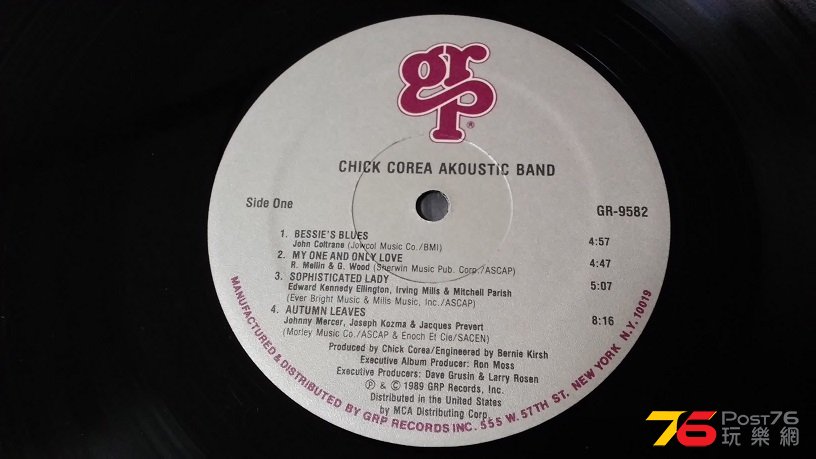 grp®
CHICK COREA AKOUSTIC BAND
Side One
GR-9582
1. BESSIE'S BLUES 4:57
John Coltrane (Jowcol Music Co./BMI)
2. MY ONE AND ONLY LOVE 4:47
R. Mellin & G. Wood (Sherwin Music Pub. Corp./ASCAP)
3. SOPHISTICATED LADY 5:07
Edward Kennedy Ellington, Irving Mills & Mitchell Parish
(Ever Bright Music & Mills Music, Inc./ASCAP)
4. AUTUMN LEAVES 8:16
Johnny Mercer, Joseph Kozma & Jacques Prevert
(Morley Music Co./ASCAP & Enoch Et Cie/SACEN)
Produced by Chick Corea/Engineered by Bernie Kirsh
Executive Album Producer: Ron Moss
Executive Producers: Dave Grusin & Larry Rosen
℗ & © 1989 GRP Records, Inc.
Distributed in the United States
by MCA Distributing Corp.
MANUFACTURED & DISTRIBUTED BY GRP RECORDS INC. 555 W. 57TH ST. NEW YORK N.Y. 10019
76 Post76
玩樂網